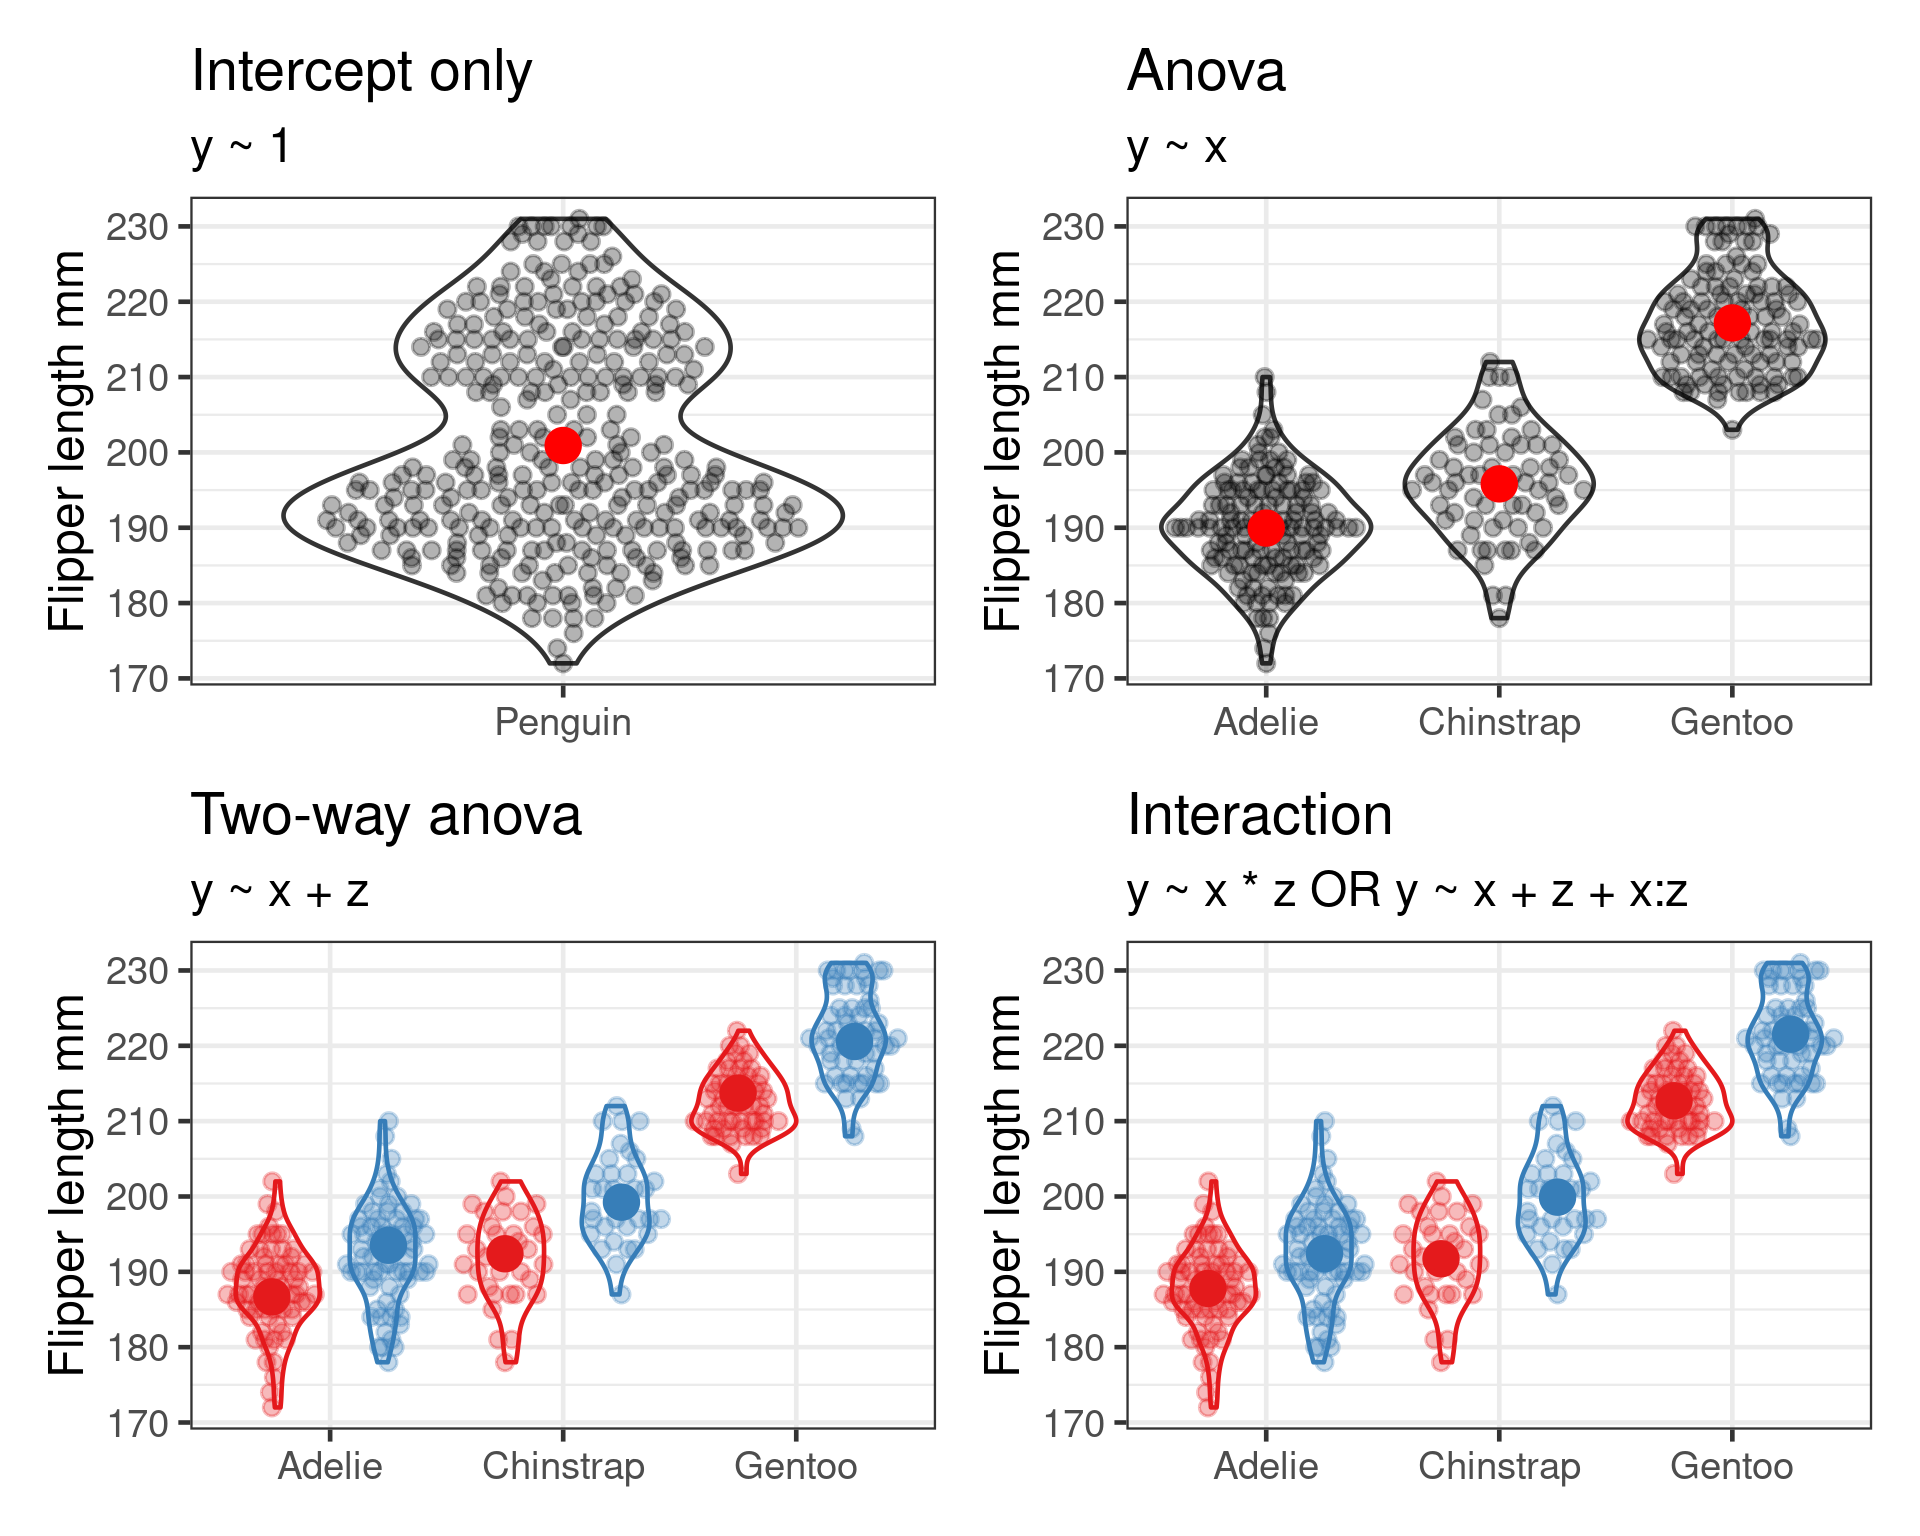 Intercept only
y ~ 1
Flipper length mm
230
220
210
200
190
180
170
Penguin
Anova
y ~ x
Flipper length mm
230
220
210
200
190
180
170
Adelie Chinstrap Gentoo
Two-way anova
y ~ x + z
Flipper length mm
230
220
210
200
190
180
170
Adelie Chinstrap Gentoo
Interaction
y ~ x * z OR y ~ x + z + x:z
Flipper length mm
230
220
210
200
190
180
170
Adelie Chinstrap Gentoo